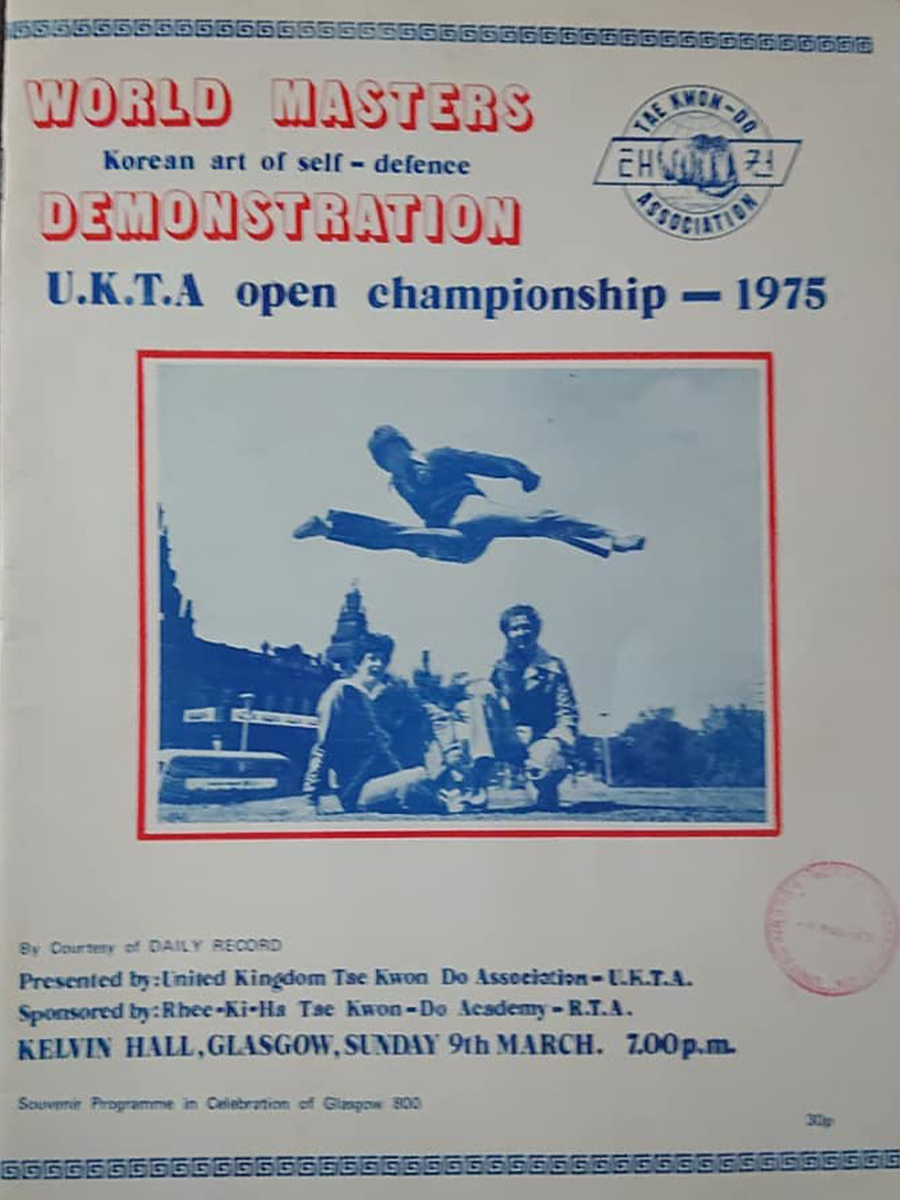 WORLD MASTERS
Korean art of self - defence
DEMONSTRATION
TAE KWON-DO
태 권
ASSOCIATION
U.K.T.A open championship — 1975
By Courtesy of DAILY RECORD
Presented by:United Kingdom Tae Kwon Do Association-U.K.T.A.
Sponsored by:Rhee-Ki-Ha Tae Kwon-Do Academy-R.T.A.
KELVIN HALL,GLASGOW,SUNDAY 9th MARCH. 7.00p.m.
Souvenir Programme in Celebration of Glasgow 800
30p